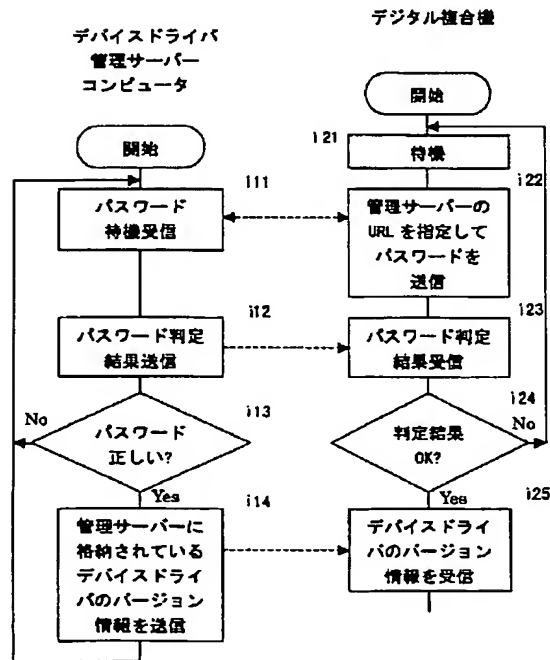 デバイスドライバ
管理サーバー
コンピュータ
開始
i11
パスワード
待機受信
i12
パスワード判定
結果送信
i13
パスワード
正しい?
No
Yes
i14
管理サーバーに
格納されている
デバイスドライ
バのバージョン
情報を送信
デジタル複合機
開始
i21
待機
i22
管理サーバーの
URLを指定して
パスワードを
送信
i23
パスワード判定
結果受信
i24
判定結果
OK?
No
Yes
i25
デバイスドライ
バのバージョン
情報を受信